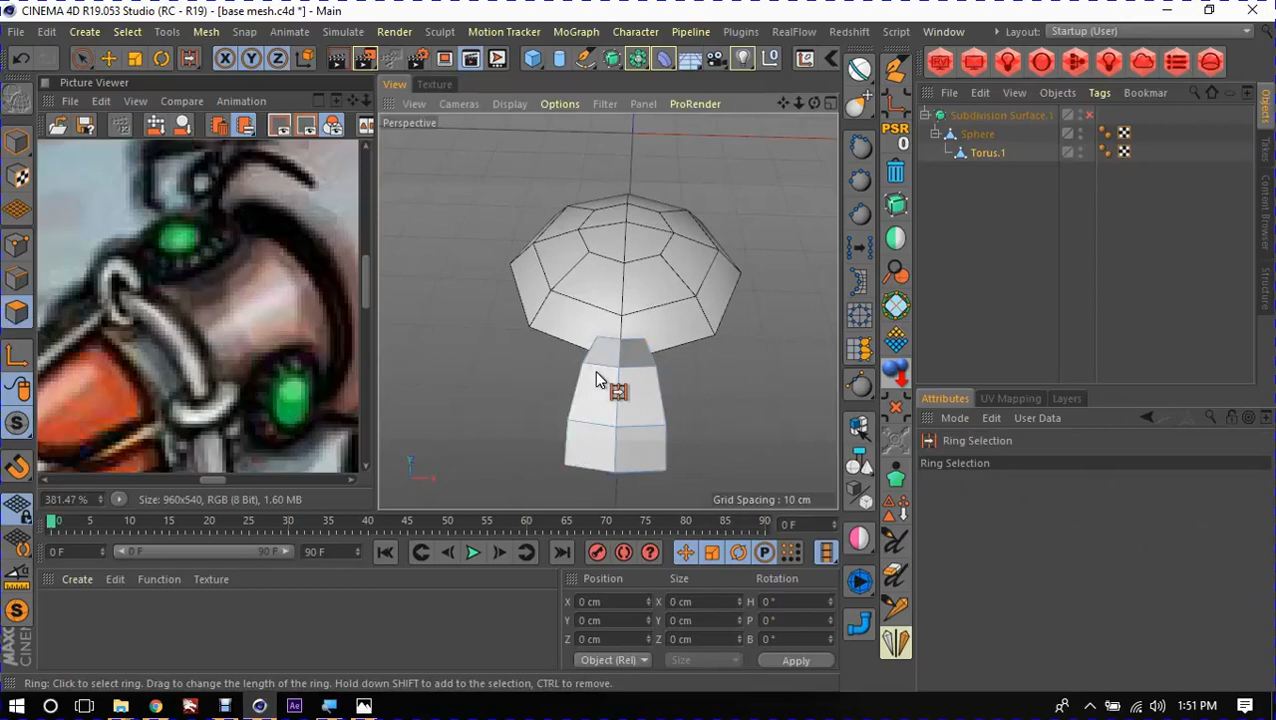 CINEMA 4D R19.053 Studio (RC - R19) - [base mesh.c4d *] - Main
File Edit Create Select Tools Mesh Snap Animate Simulate Render Sculpt Motion Tracker MoGraph Character Pipeline Plugins RealFlow Redshift Script Window Layout: Startup (User)
X Y Z
Picture Viewer
File Edit View Compare Animation
View Texture
View Cameras Display Options Filter Panel ProRender
Perspective
Grid Spacing : 10 cm
PSR
0
File Edit View Objects Tags Bookmar
Subdivision Surface.1
Sphere
Torus.1
Objects
Takes
Content Browser
Structure
Attributes UV Mapping Layers
Mode Edit User Data
Ring Selection
Ring Selection
381.47 % Size: 960x540, RGB (8 Bit), 1.60 MB
0 5 10 15 20 25 30 35 40 45 50 55 60 65 70 75 80 85 90 0 F
0 F 0 F 90 F 90 F
Create Edit Function Texture
Position Size Rotation
X 0 cm X 0 cm H 0 °
Y 0 cm Y 0 cm P 0 °
Z 0 cm Z 0 cm B 0 °
Object (Rel) Size Apply
Ring: Click to select ring. Drag to change the length of the ring. Hold down SHIFT to add to the selection, CTRL to remove.
1:51 PM